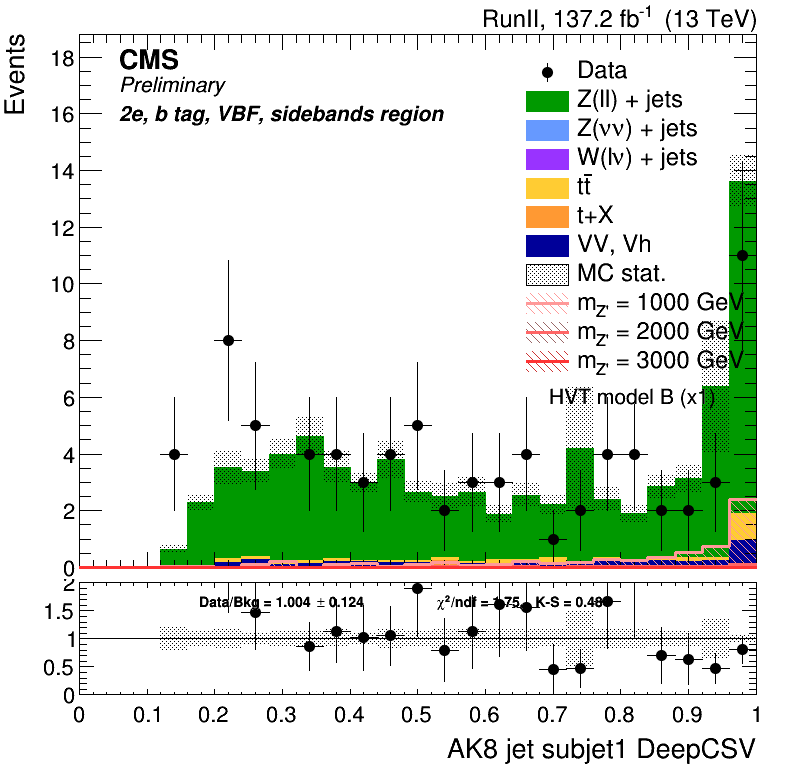 RunII, 137.2 fb⁻¹ (13 TeV)
Events
CMS
Preliminary
2e, b tag, VBF, sidebands region
Data
Z(ll) + jets
Z(νν) + jets
W(lν) + jets
tt̄
t+X
VV, Vh
MC stat.
m_Z' = 1000 GeV
m_Z' = 2000 GeV
m_Z' = 3000 GeV
HVT model B (x1)
18
16
14
12
10
8
6
4
2
0
Data/Bkg = 1.004 ± 0.124
χ²/ndf = 1.75, K-S = 0.48
2
1.5
1
0.5
0
0 0.1 0.2 0.3 0.4 0.5 0.6 0.7 0.8 0.9 1
AK8 jet subjet1 DeepCSV